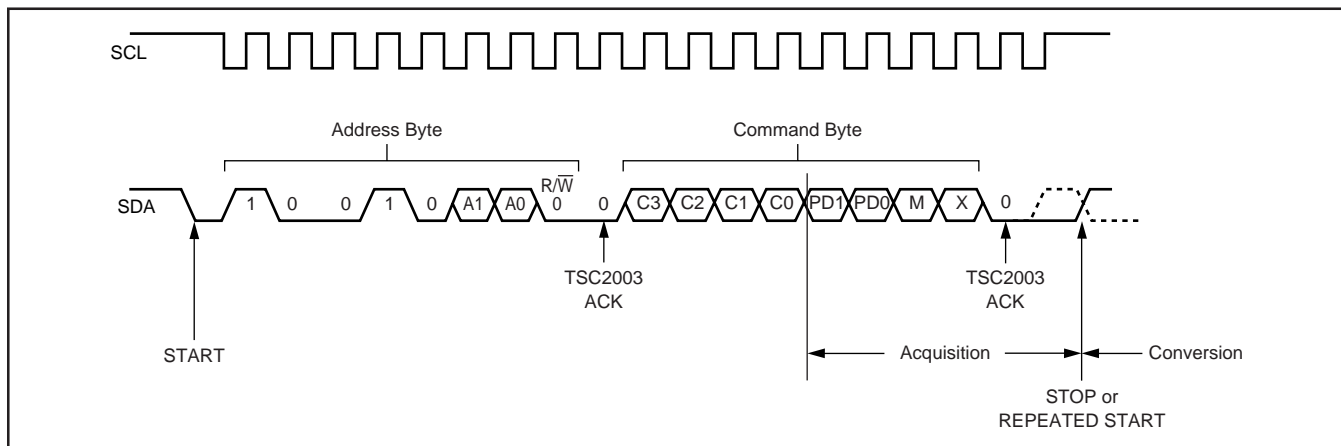 SCL
Address Byte
Command Byte
R/W̅
SDA
1 0 0 1 0 A1 A0 0 0 C3 C2 C1 C0 PD1 PD0 M X 0
TSC2003
ACK
TSC2003
ACK
START
Acquisition
Conversion
STOP or
REPEATED START